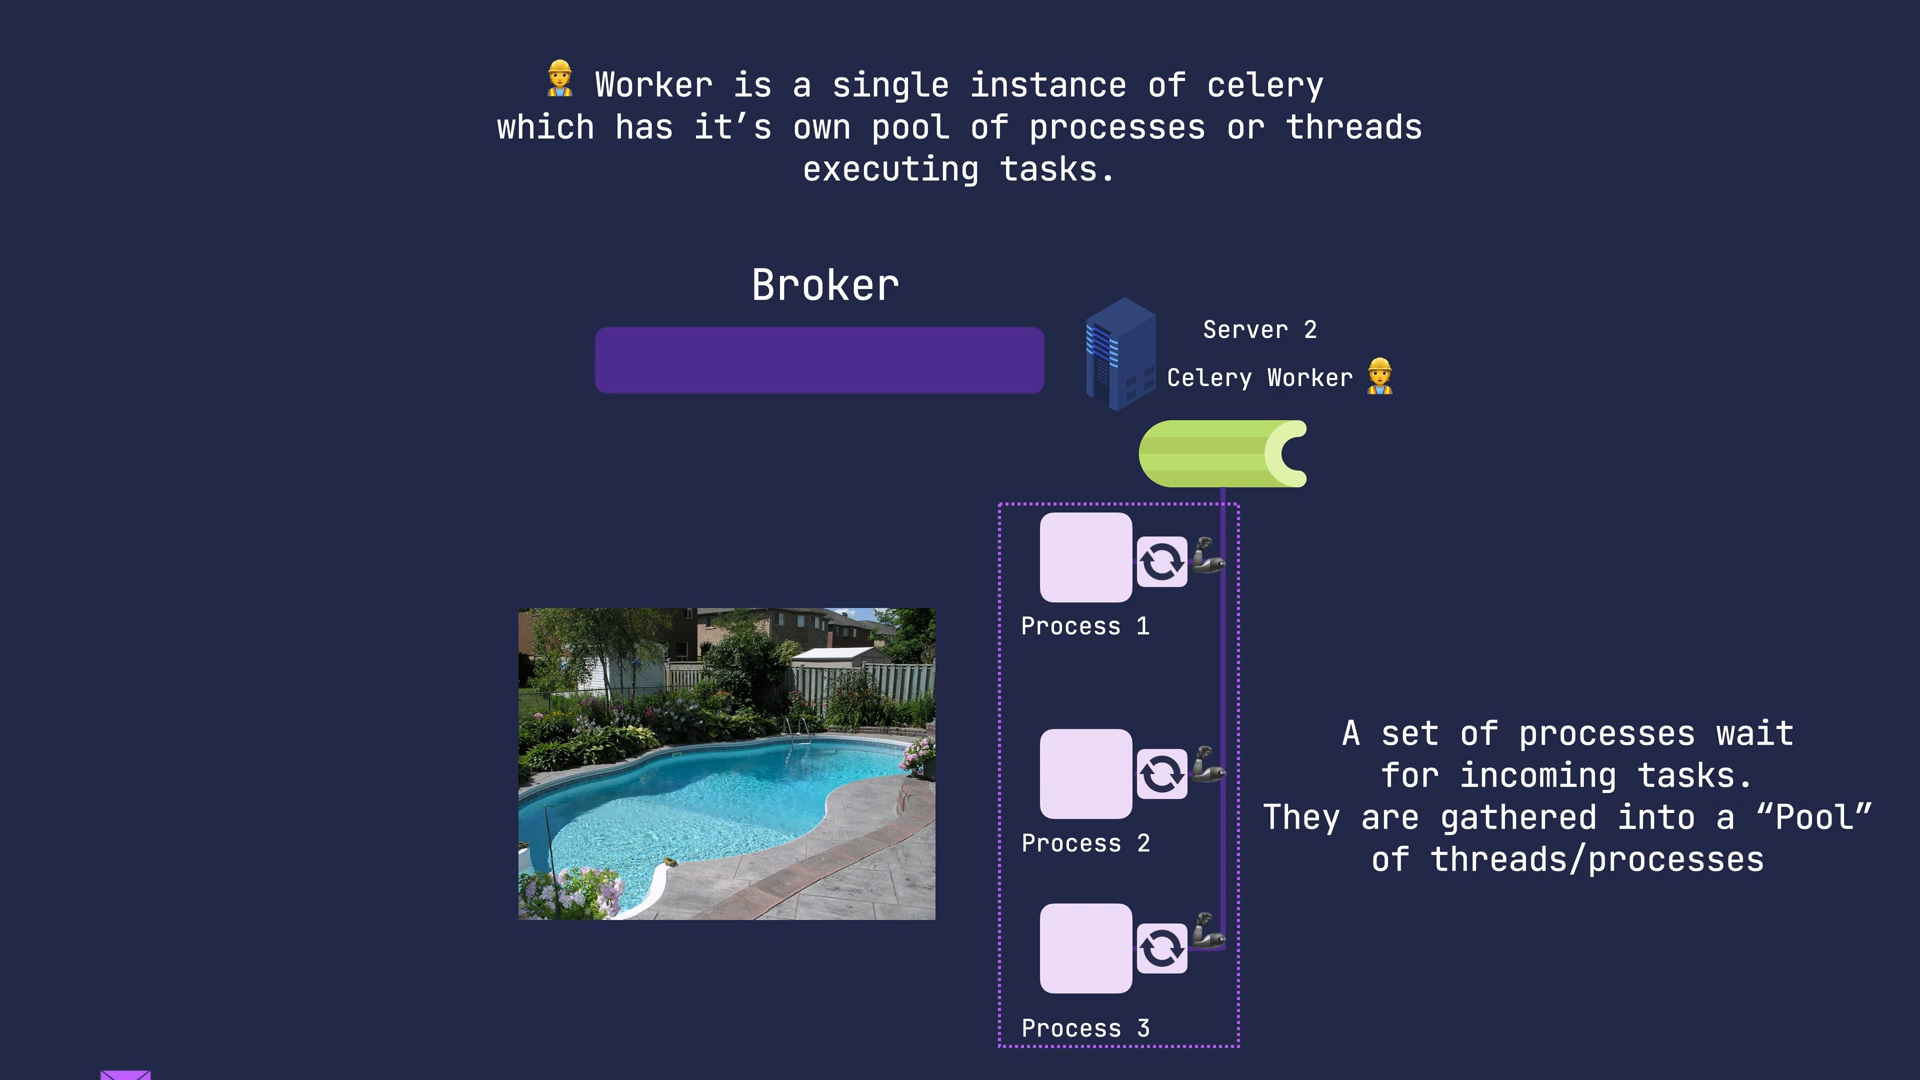 Worker is a single instance of celery
which has it’s own pool of processes or threads
executing tasks.
Broker
Server 2
Celery Worker
Process 1
Process 2
Process 3
A set of processes wait
for incoming tasks.
They are gathered into a “Pool”
of threads/processes